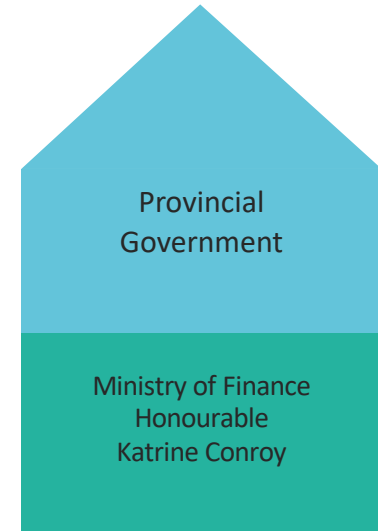 Provincial
Government
Ministry of Finance
Honourable
Katrine Conroy